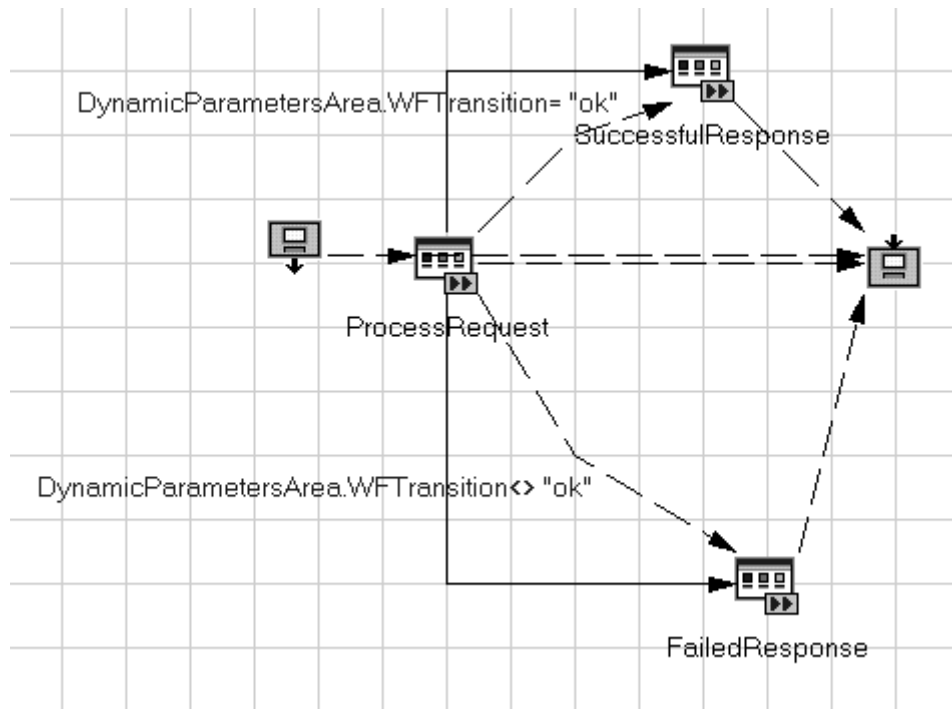 DynamicParametersArea.WFTransition= "ok"
SuccessfulResponse
ProcessRequest
DynamicParametersArea.WFTransition<> "ok"
FailedResponse